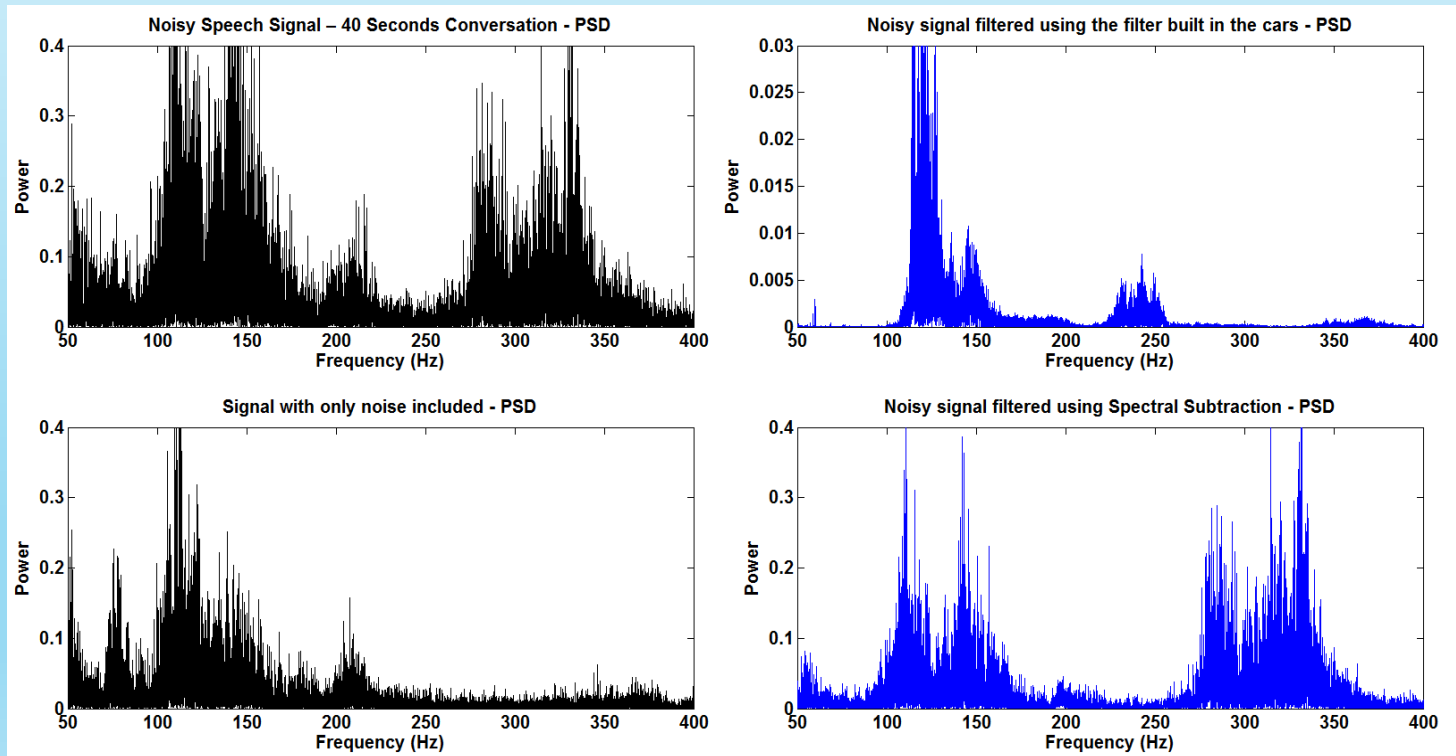 Noisy Speech Signal – 40 Seconds Conversation - PSD
0.4
0.3
0.2
0.1
0
Power
50 100 150 200 250 300 350 400
Frequency (Hz)
Noisy signal filtered using the filter built in the cars - PSD
0.03
0.025
0.02
0.015
0.01
0.005
0
Power
50 100 150 200 250 300 350 400
Frequency (Hz)
Signal with only noise included - PSD
0.4
0.3
0.2
0.1
0
Power
50 100 150 200 250 300 350 400
Frequency (Hz)
Noisy signal filtered using Spectral Subtraction - PSD
0.4
0.3
0.2
0.1
0
Power
50 100 150 200 250 300 350 400
Frequency (Hz)